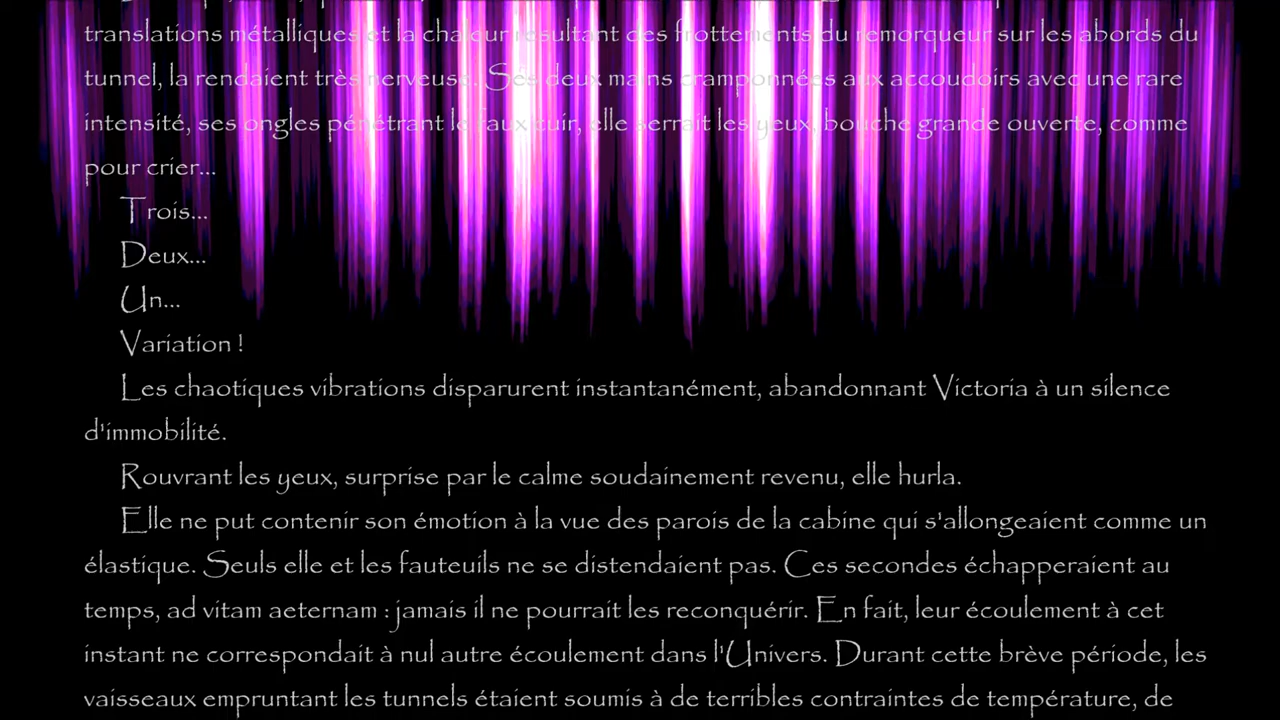 translations métalliques et la chaleur résultant des frottements du remorqueur sur les abords du
tunnel, la rendaient très nerveuse. Ses deux mains cramponnées aux accoudoirs avec une rare
intensité, ses ongles pénétrant le faux cuir, elle serrait les yeux, bouche grande ouverte, comme
pour crier...
Trois...
Deux...
Un...
Variation !
Les chaotiques vibrations disparurent instantanément, abandonnant Victoria à un silence
d'immobilité.
Rouvrant les yeux, surprise par le calme soudainement revenu, elle hurla.
Elle ne put contenir son émotion à la vue des parois de la cabine qui s'allongeaient comme un
élastique. Seuls elle et les fauteuils ne se distendaient pas. Ces secondes échapperaient au
temps, ad vitam aeternam : jamais il ne pourrait les reconquérir. En fait, leur écoulement à cet
instant ne correspondait à nul autre écoulement dans l'Univers. Durant cette brève période, les
vaisseaux empruntant les tunnels étaient soumis à de terribles contraintes de température, de